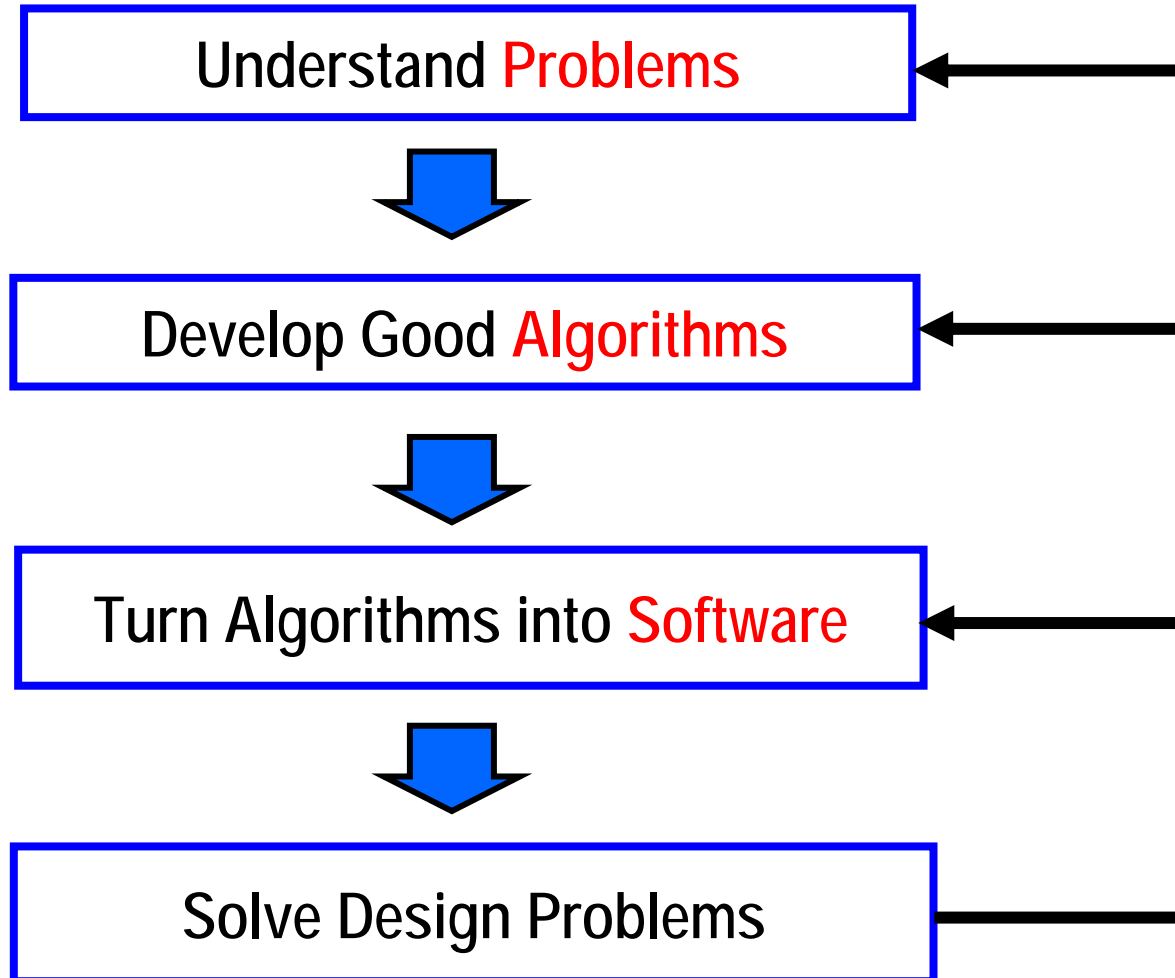 Understand Problems
Develop Good Algorithms
Turn Algorithms into Software
Solve Design Problems